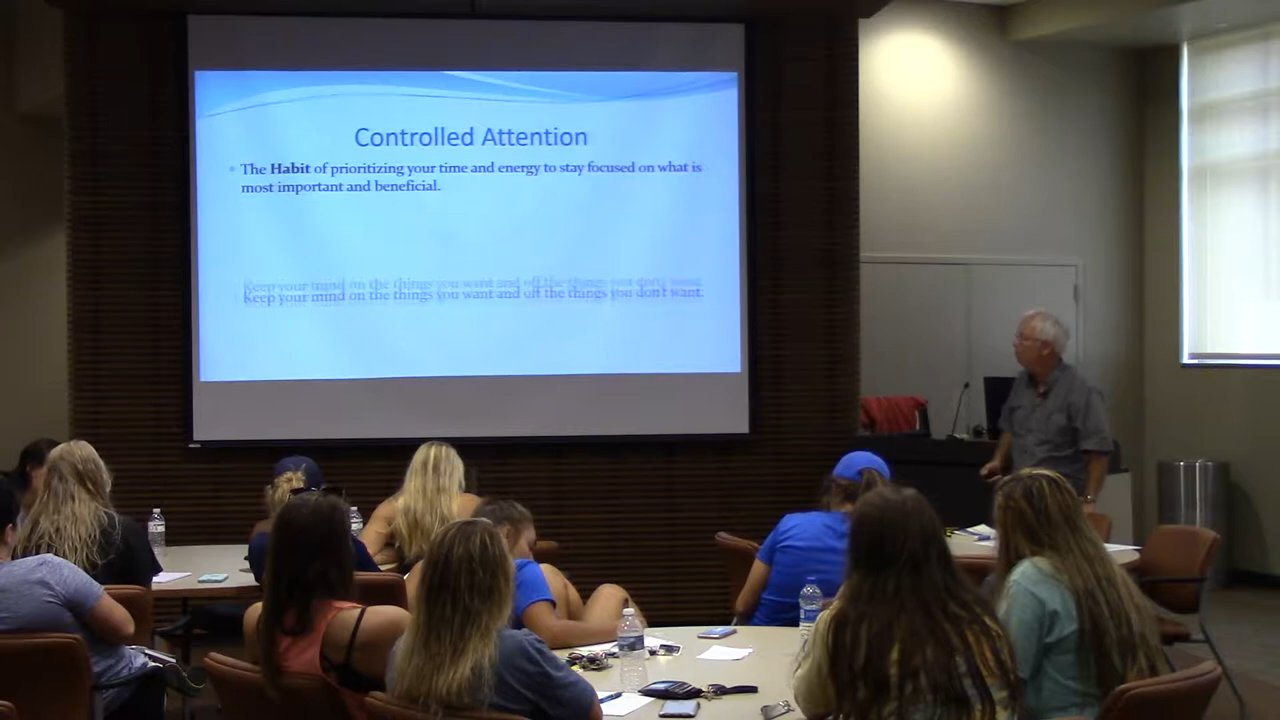 Controlled Attention
The Habit of prioritizing your time and energy to stay focused on what is
most important and beneficial.
Keep your mind on the things you want and off the things you don't want.